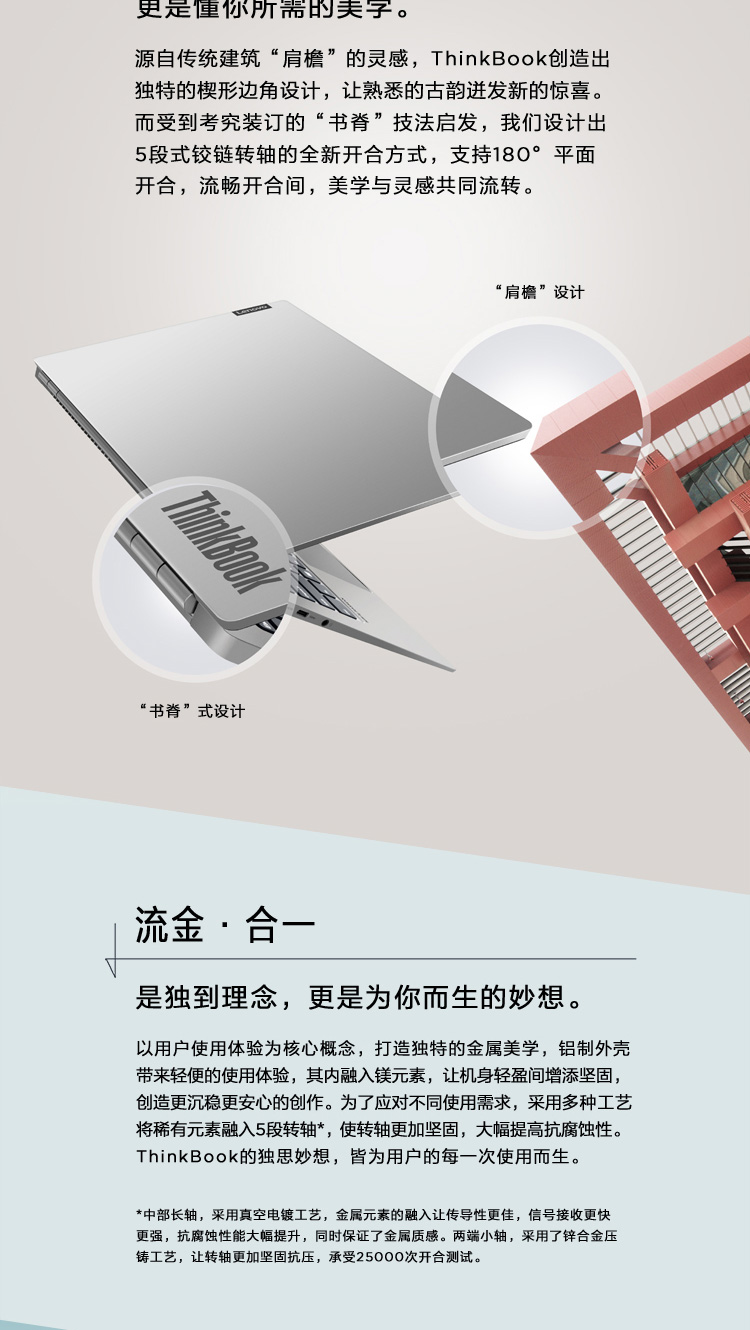 更是懂你所需的美学。
源自传统建筑“肩檐”的灵感，ThinkBook创造出
独特的楔形边角设计，让熟悉的古韵迸发新的惊喜。
而受到考究装订的“书脊”技法启发，我们设计出
5段式铰链转轴的全新开合方式，支持180°平面
开合，流畅开合间，美学与灵感共同流转。
“肩檐”设计
Lenovo
ThinkBook
“书脊”式设计
流金·合一
是独到理念，更是为你而生的妙想。
以用户使用体验为核心概念，打造独特的金属美学，铝制外壳
带来轻便的使用体验，其内融入镁元素，让机身轻盈间增添坚固，
创造更沉稳更安心的创作。为了应对不同使用需求，采用多种工艺
将稀有元素融入5段转轴*，使转轴更加坚固，大幅提高抗腐蚀性。
ThinkBook的独思妙想，皆为用户的每一次使用而生。
*中部长轴，采用真空电镀工艺，金属元素的融入让传导性更佳，信号接收更快
更强，抗腐蚀性能大幅提升，同时保证了金属质感。两端小轴，采用了锌合金压
铸工艺，让转轴更加坚固抗压，承受25000次开合测试。